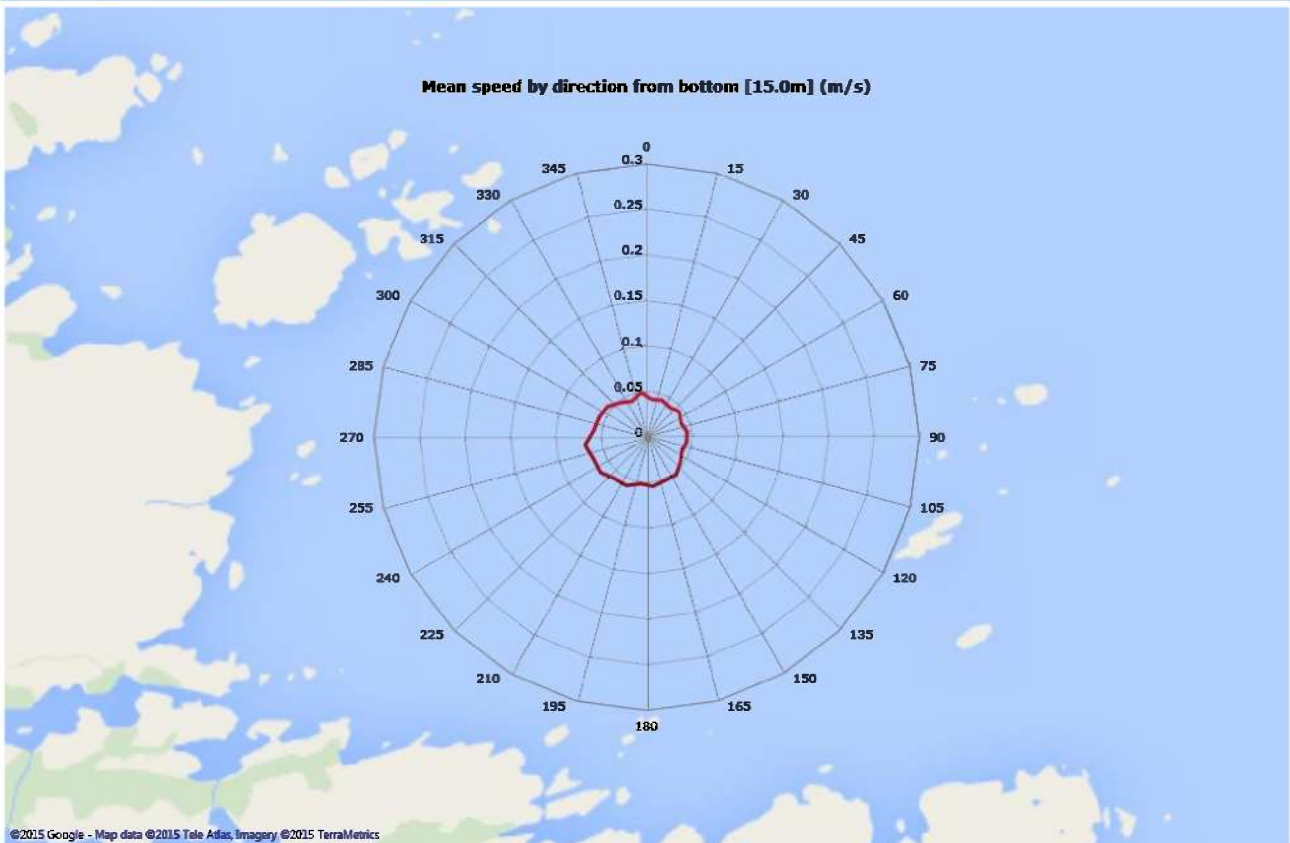 Mean speed by direction from bottom [15.0m] (m/s)
0
345 0.3 15
330 30
0.25
315 0.2 45
300 0.15 60
0.1
285 75
0.05
270 0 90
255 105
240 120
225 135
210 150
195 165
180
©2015 Google - Map data ©2015 Tele Atlas, Imagery ©2015 TerraMetrics